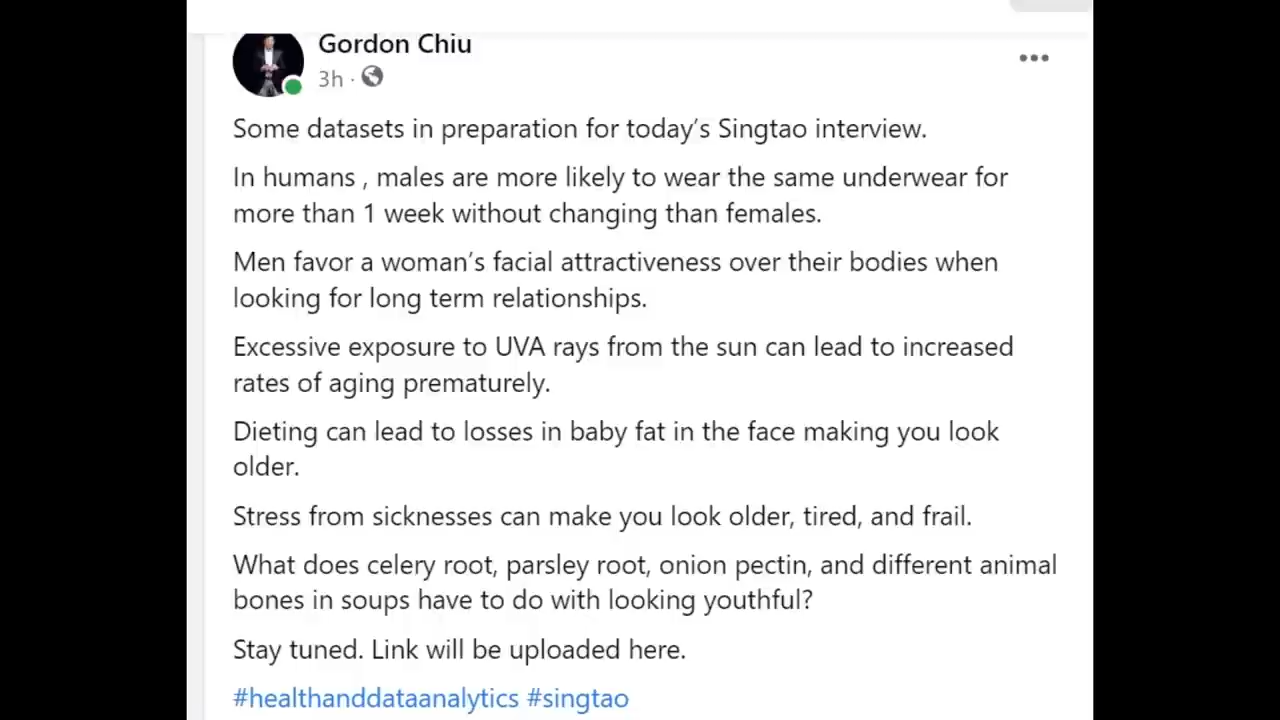 Gordon Chiu
3h ·
Some datasets in preparation for today's Singtao interview.
In humans , males are more likely to wear the same underwear for
more than 1 week without changing than females.
Men favor a woman's facial attractiveness over their bodies when
looking for long term relationships.
Excessive exposure to UVA rays from the sun can lead to increased
rates of aging prematurely.
Dieting can lead to losses in baby fat in the face making you look
older.
Stress from sicknesses can make you look older, tired, and frail.
What does celery root, parsley root, onion pectin, and different animal
bones in soups have to do with looking youthful?
Stay tuned. Link will be uploaded here.
#healthanddataanalytics #singtao